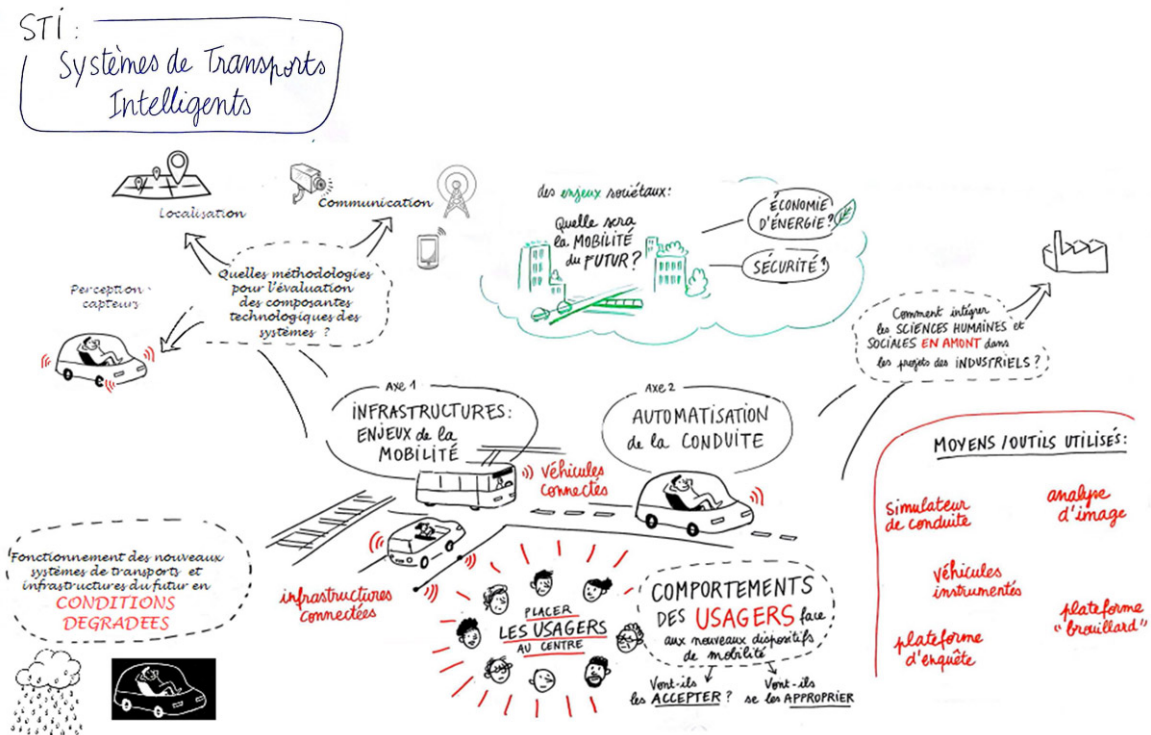 STI :
Systèmes de Transports
Intelligents
Localisation
Communication
Perception
capteurs
Quelles méthodologies
pour l'évaluation
des composantes
technologiques des
systèmes ?
des enjeux sociétaux:
Quelle sera
la MOBILITÉ
du FUTUR ?
ÉCONOMIE
D'ÉNERGIE?
SÉCURITÉ?
Comment intégrer
les SCIENCES HUMAINES et
SOCIALES EN AMONT dans
les projets des INDUSTRIELS ?
AXE 1
INFRASTRUCTURES:
ENJEUX de la
MOBILITÉ
AXE 2
AUTOMATISATION
de la CONDUITE
véhicules
connectés
infrastructures
connectées
Fonctionnement des nouveaux
systèmes de transports et
infrastructures du futur en
CONDITIONS
DEGRADEES
PLACER
LES USAGERS
AU CENTRE
COMPORTEMENTS
DES USAGERS face
aux nouveaux dispositifs
de mobilité
Vont-ils
les ACCEPTER ?
Vont-ils
se les APPROPRIER
MOYENS / OUTILS UTILISÉS:
simulateur
de conduite
analyse
d'image
véhicules
instrumentés
plateforme
"brouillard"
plateforme
d'enquête